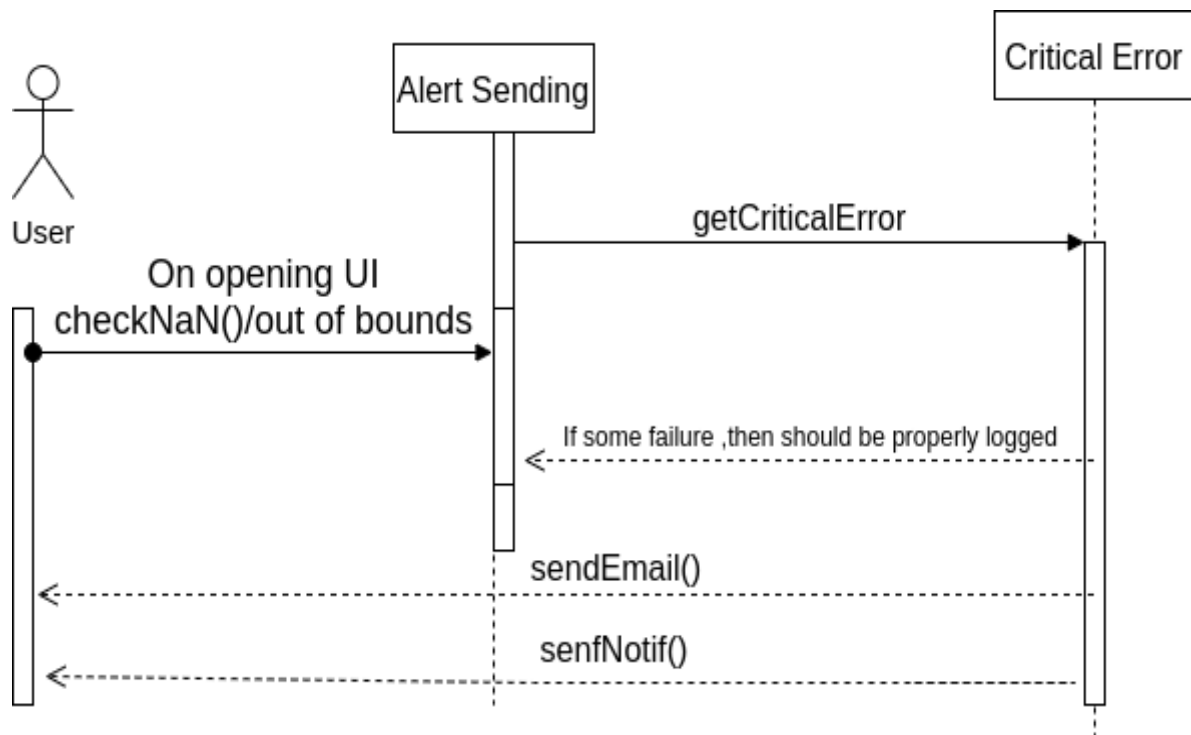 Critical Error
Alert Sending
User
getCriticalError
On opening UI
checkNaN()/out of bounds
If some failure ,then should be properly logged
sendEmail()
senfNotif()